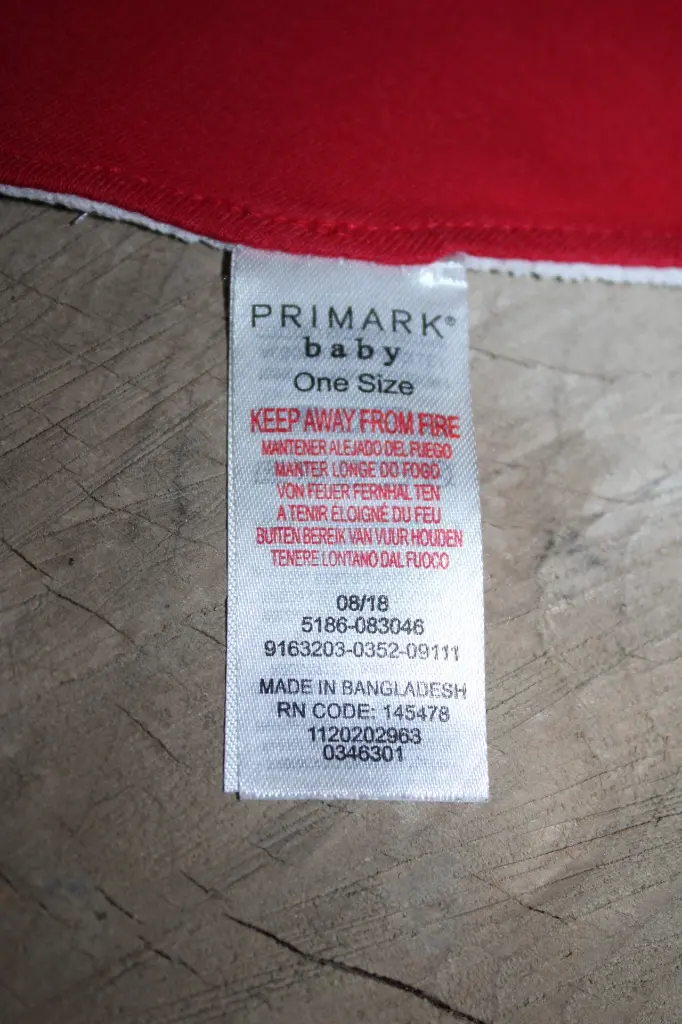 PRIMARK®
baby
One Size
KEEP AWAY FROM FIRE
MANTENER ALEJADO DEL FUEGO
MANTER LONGE DO FOGO
VON FEUER FERNHAL TEN
A TENIR ÉLOIGNÉ DU FEU
BUITEN BEREIK VAN VUUR HOUDEN
TENERE LONTANO DAL FUOCO
08/18
5186-083046
9163203-0352-09111
MADE IN BANGLADESH
RN CODE: 145478
1120202963
0346301